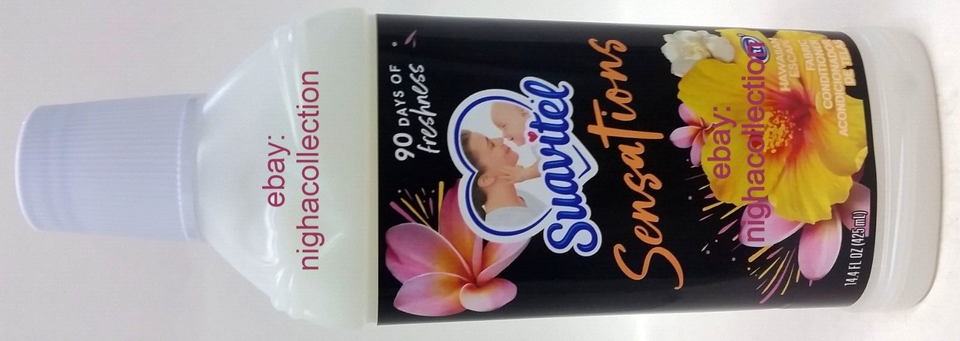 90 DAYS OF
freshness
Suavitel
Sensations
HAWAIIAN
ESCAPE
FABRIC
CONDITIONER
ACONDICIONADOR
DE TELAS
14.4 FL OZ (425 mL)
ebay:
nighacollection
ebay:
nighacollection